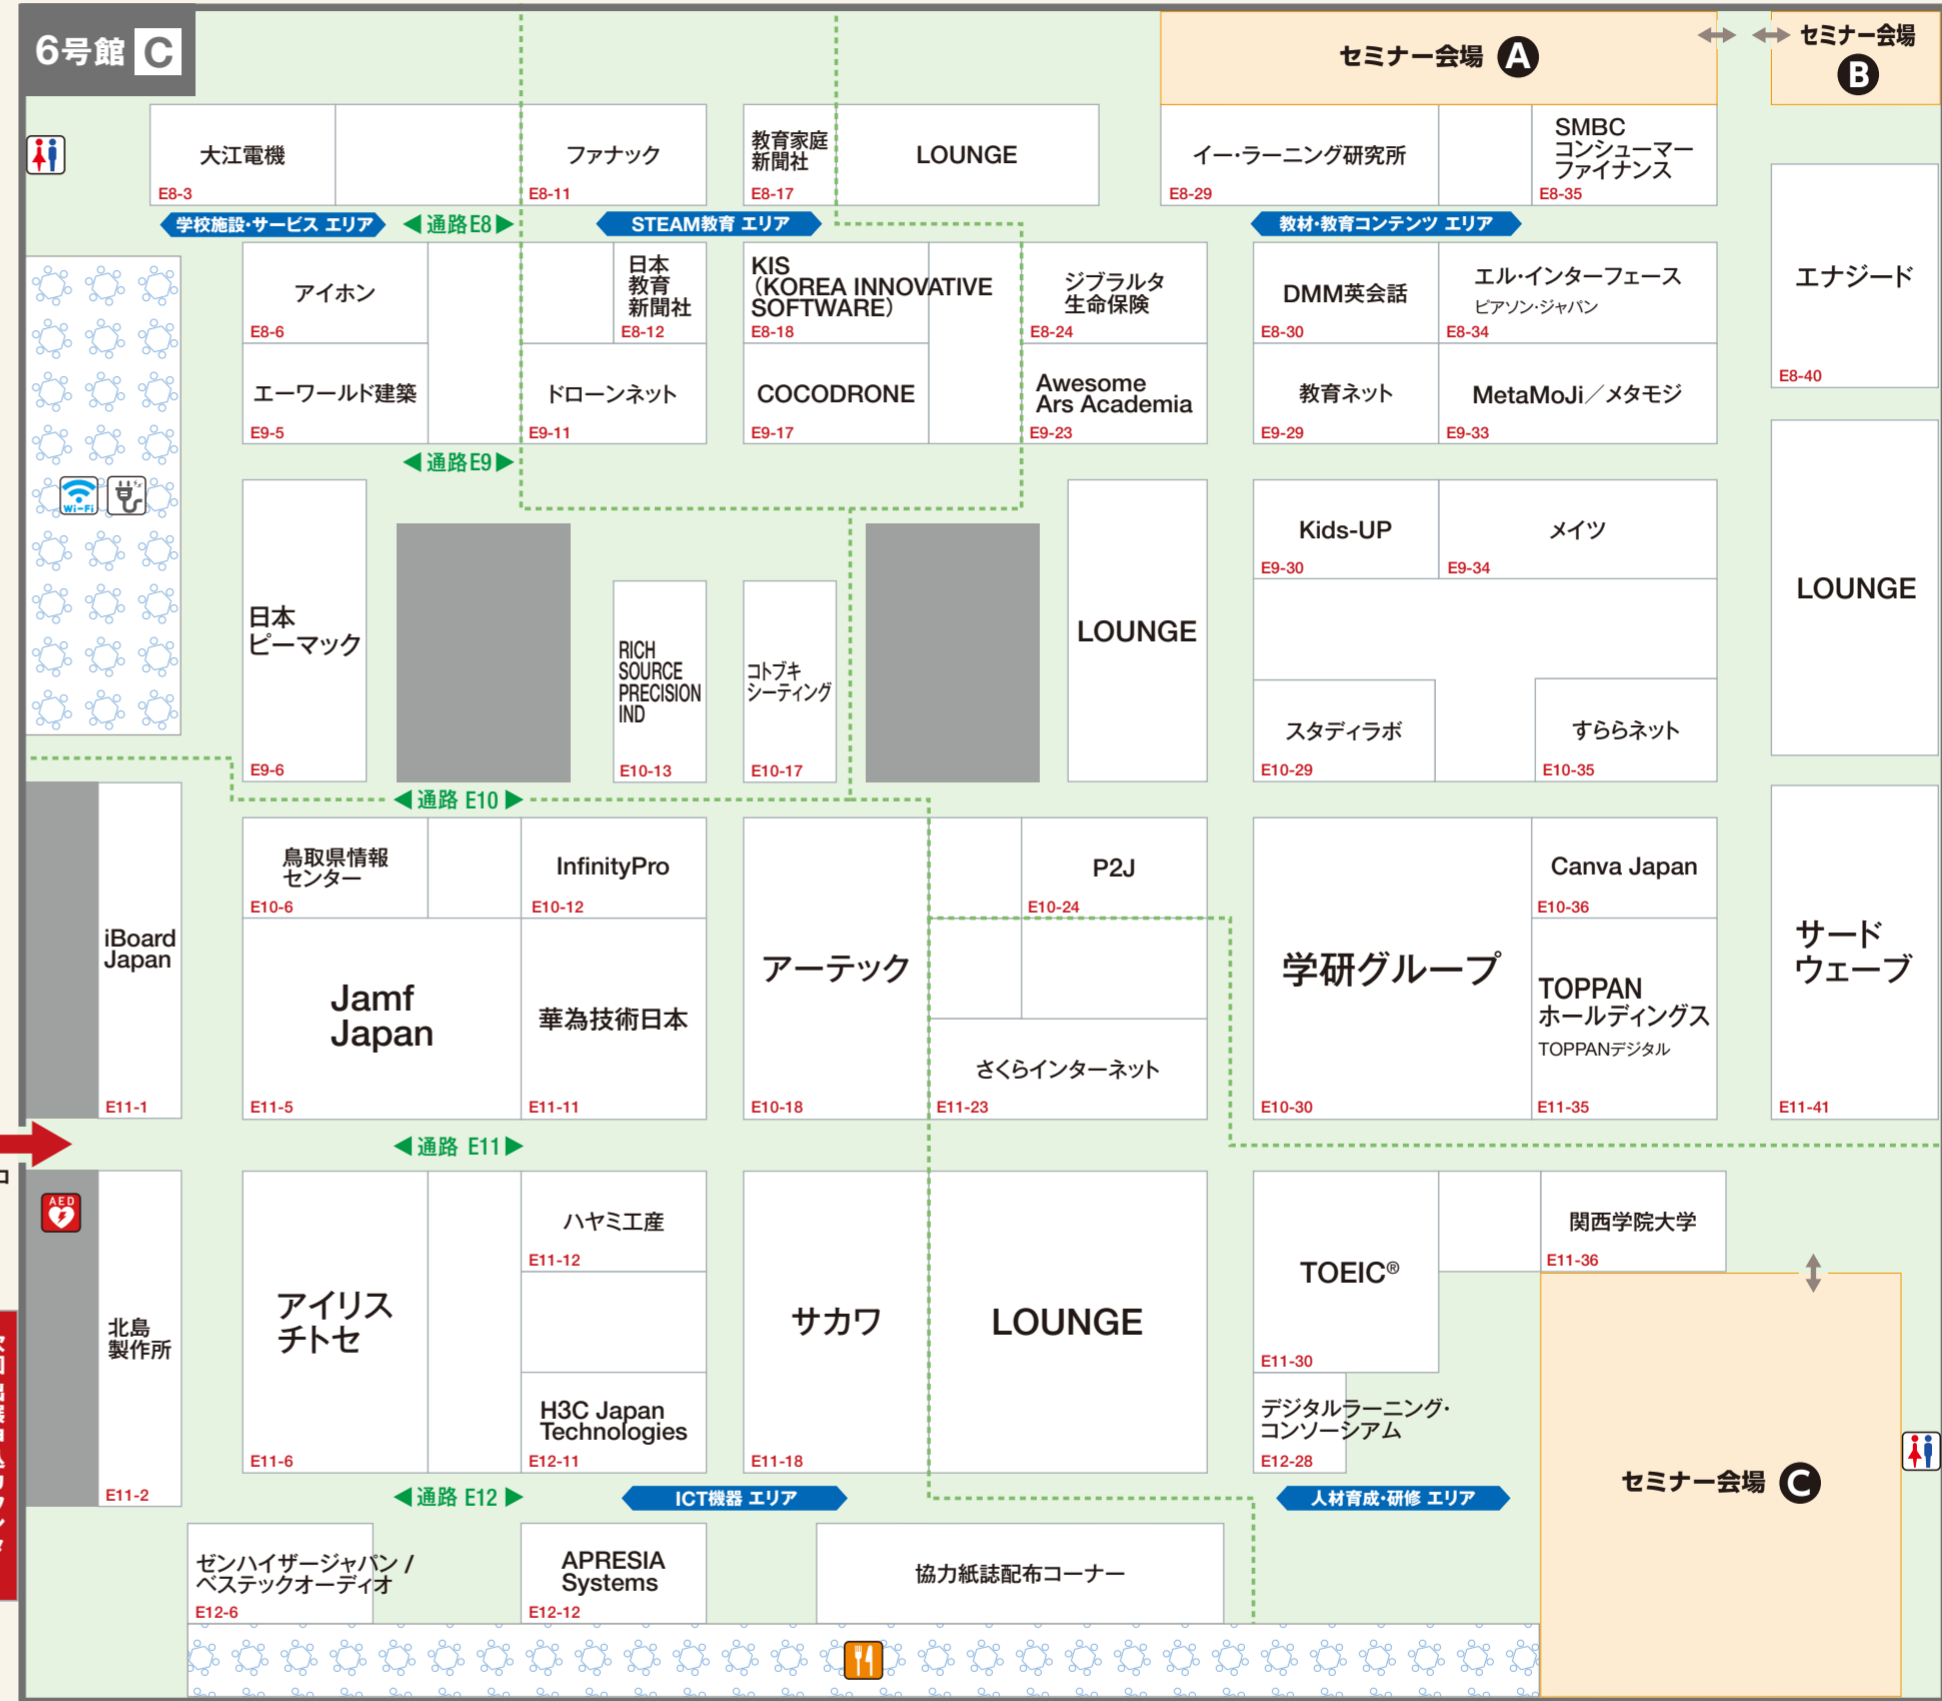 6号館 C
セミナー会場 A
セミナー会場
B
大江電機
E8-3
ファナック
E8-11
教育家庭
新聞社
E8-17
LOUNGE
イー・ラーニング研究所
E8-29
SMBC
コンシューマー
ファイナンス
E8-35
学校施設・サービス エリア
通路E8
STEAM教育 エリア
教材・教育コンテンツ エリア
アイホン
E8-6
日本
教育
新聞社
E8-12
KIS
(KOREA INNOVATIVE
SOFTWARE)
E8-18
ジブラルタ
生命保険
E8-24
DMM英会話
E8-30
エル・インターフェース
ピアソン・ジャパン
E8-34
エナジード
E8-40
エーワールド建築
E9-5
ドローンネット
E9-11
COCODRONE
E9-17
Awesome
Ars Academia
E9-23
教育ネット
E9-29
MetaMoJi／メタモジ
E9-33
通路E9
Wi-Fi
日本
ピーマック
E9-6
RICH
SOURCE
PRECISION
IND
E10-13
コトブキ
シーティング
E10-17
LOUNGE
Kids-UP
E9-30
メイツ
E9-34
LOUNGE
スタディラボ
E10-29
すららネット
E10-35
通路 E10
iBoard
Japan
E11-1
鳥取県情報
センター
E10-6
InfinityPro
E10-12
アーテック
E10-18
P2J
E10-24
学研グループ
E10-30
Canva Japan
E10-36
サード
ウェーブ
E11-41
Jamf
Japan
E11-5
華為技術日本
E11-11
さくらインターネット
E11-23
TOPPAN
ホールディングス
TOPPANデジタル
E11-35
通路 E11
AED
北島
製作所
E11-2
アイリス
チトセ
E11-6
ハヤミ工産
E11-12
H3C Japan
Technologies
E12-11
サカワ
E11-18
LOUNGE
TOEIC®
E11-30
関西学院大学
E11-36
デジタルラーニング・
コンソーシアム
E12-28
セミナー会場 C
通路 E12
ICT機器 エリア
人材育成・研修 エリア
ゼンハイザージャパン /
ベステックオーディオ
E12-6
APRESIA
Systems
E12-12
協力紙誌配布コーナー